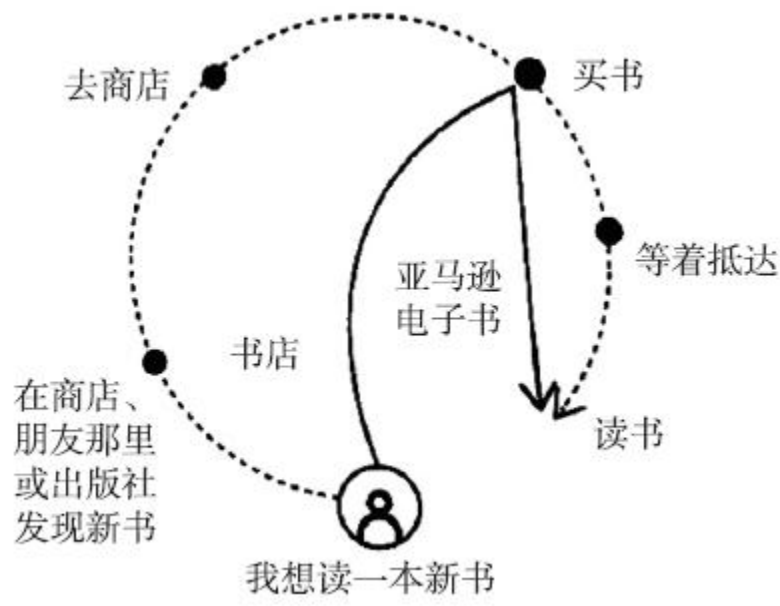 去商店
买书
等着抵达
亚马逊
电子书
书店
在商店、
朋友那里
或出版社
发现新书
读书
我想读一本新书